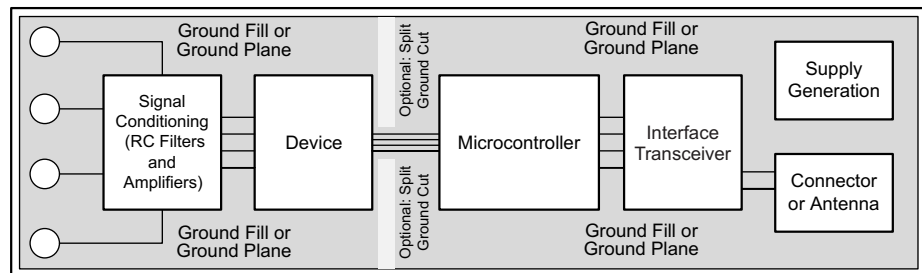 Ground Fill or
Ground Plane
Optional: Split
Ground Cut
Ground Fill or
Ground Plane
Supply
Generation
Signal
Conditioning
(RC Filters
and
Amplifiers)
Device
Microcontroller
Interface
Transceiver
Connector
or Antenna
Ground Fill or
Ground Plane
Optional: Split
Ground Cut
Ground Fill or
Ground Plane